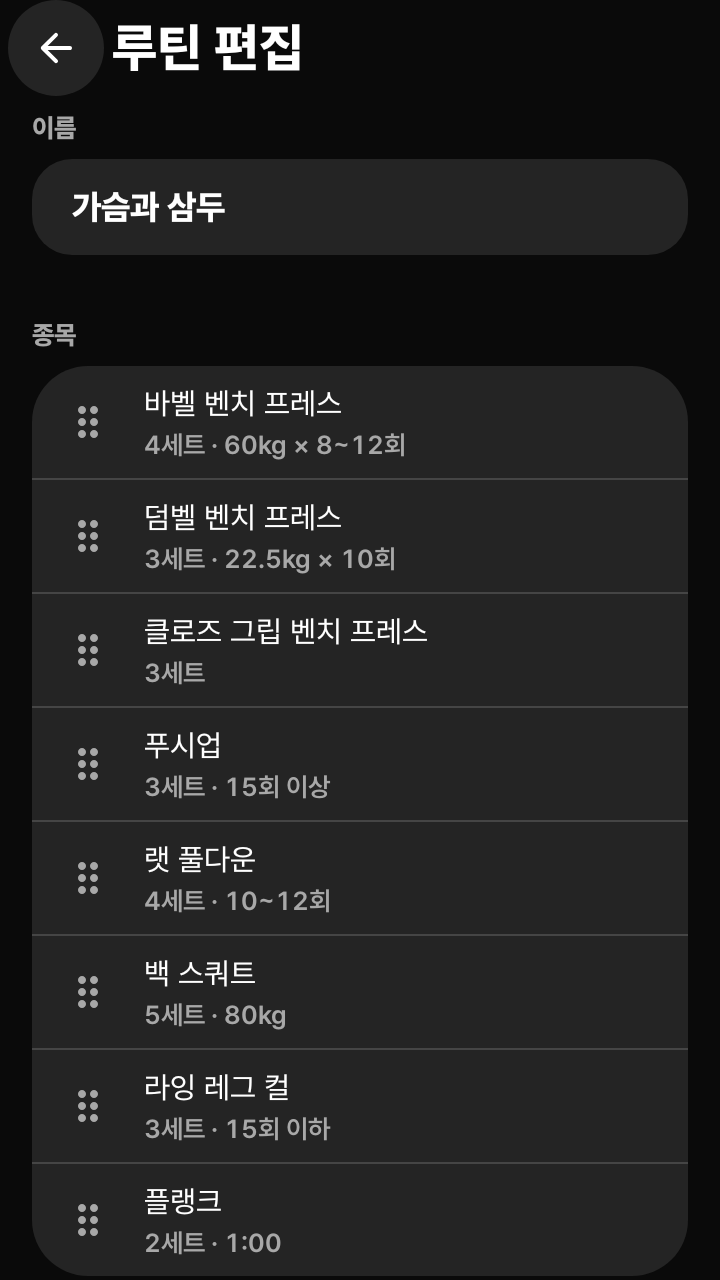 루틴 편집
이름
가슴과 삼두
종목
바벨 벤치 프레스
4세트 · 60kg × 8~12회
덤벨 벤치 프레스
3세트 · 22.5kg × 10회
클로즈 그립 벤치 프레스
3세트
푸시업
3세트 · 15회 이상
랫 풀다운
4세트 · 10~12회
백 스쿼트
5세트 · 80kg
라잉 레그 컬
3세트 · 15회 이하
플랭크
2세트 · 1:00